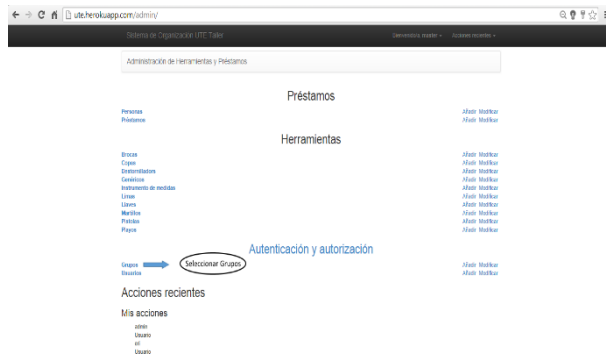 ute.herokuapp.com/admin/
Sistema de Organización UTE Taller Bienvenido/a, master Acciones recientes
Administración de Herramientas y Préstamos
Préstamos
Personas Añadir Modificar
Préstamos Añadir Modificar
Herramientas
Brocas Añadir Modificar
Copas Añadir Modificar
Destornilladors Añadir Modificar
Genéricos Añadir Modificar
Instrumento de medidas Añadir Modificar
Limas Añadir Modificar
Llaves Añadir Modificar
Martillos Añadir Modificar
Pistolas Añadir Modificar
Playos Añadir Modificar
Autenticación y autorización
Grupos Seleccionar Grupos Añadir Modificar
Usuarios Añadir Modificar
Acciones recientes
Mis acciones
admin
Usuario
Usuario